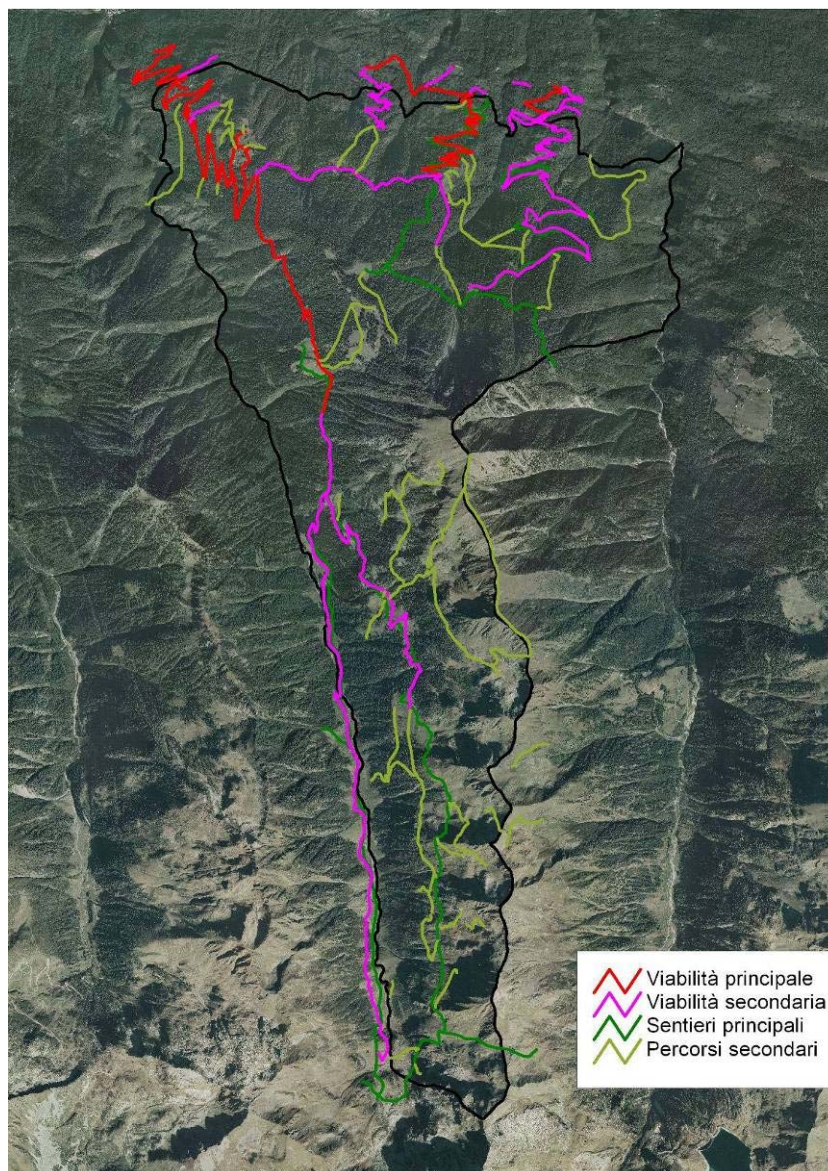 Viabilità principale
Viabilità secondaria
Sentieri principali
Percorsi secondari